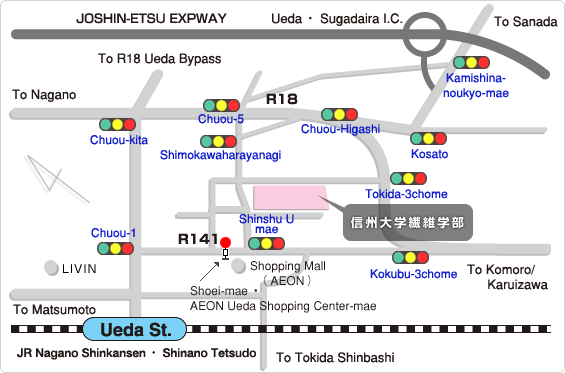 JOSHIN-ETSU EXPWAY
Ueda・Sugadaira I.C.
To Sanada
To R18 Ueda Bypass
Kamishina-
noukyo-mae
To Nagano
R18
Chuou-5
Chuou-Higashi
Chuou-kita
Shimokawaharayanagi
Kosato
Tokida-3chome
Shinshu U
mae
信州大学繊維学部
Chuou-1
R141
LIVIN
Shopping Mall
（AEON）
Kokubu-3chome
To Komoro/
Karuizawa
Shoei-mae・
AEON Ueda Shopping Center-mae
To Matsumoto
Ueda St.
JR Nagano Shinkansen・Shinano Tetsudo
To Tokida Shinbashi